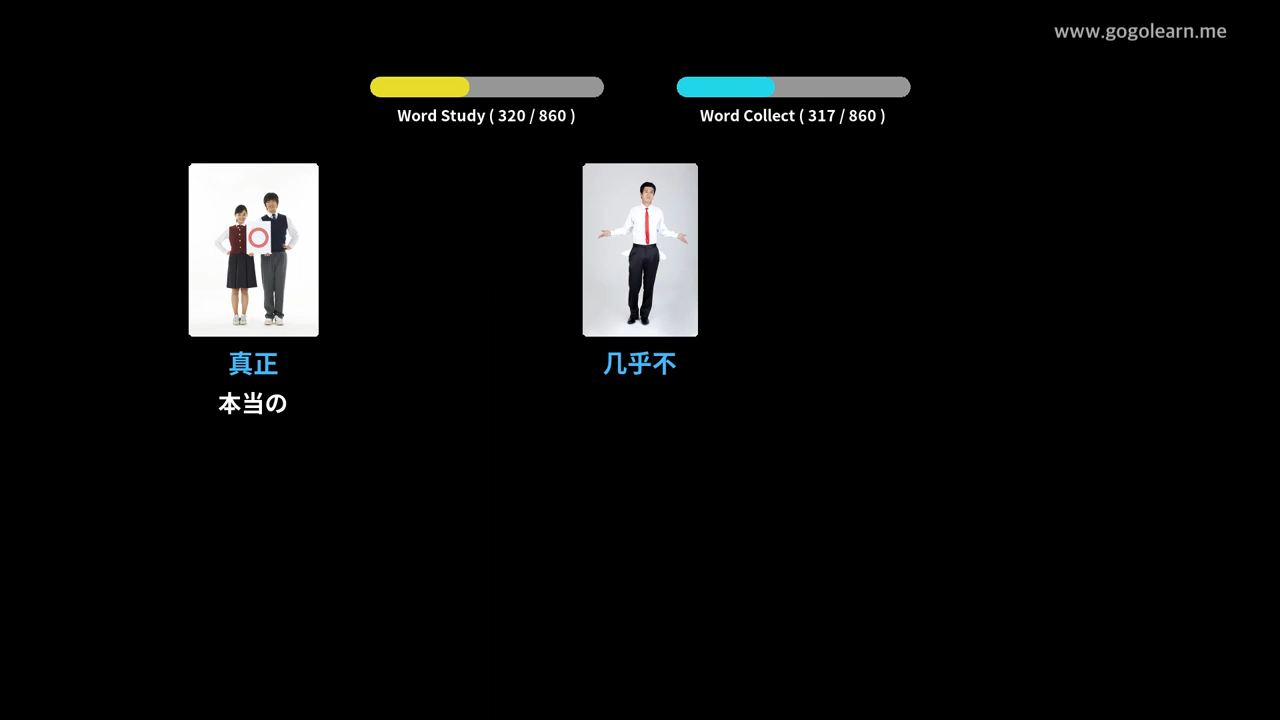 www.gogolearn.me
Word Study ( 320 / 860 )
Word Collect ( 317 / 860 )
真正
本当の
几乎不